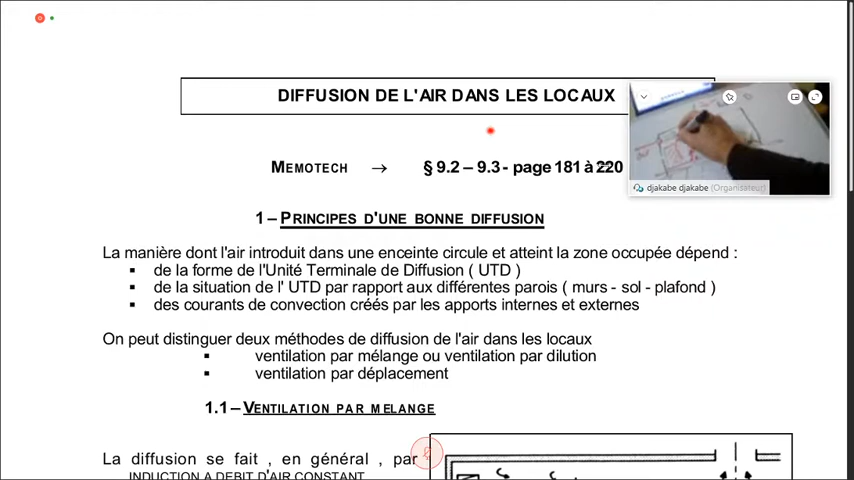 DIFFUSION DE L'AIR DANS LES LOCAUX
MEMOTECH → § 9.2 – 9.3 - page 181 à 220
djakabe djakabe (Organisateur)
1 – PRINCIPES D'UNE BONNE DIFFUSION
La manière dont l'air introduit dans une enceinte circule et atteint la zone occupée dépend :
▪ de la forme de l'Unité Terminale de Diffusion ( UTD )
▪ de la situation de l' UTD par rapport aux différentes parois ( murs - sol - plafond )
▪ des courants de convection créés par les apports internes et externes
On peut distinguer deux méthodes de diffusion de l'air dans les locaux
▪ ventilation par mélange ou ventilation par dilution
▪ ventilation par déplacement
1.1 – VENTILATION PAR MELANGE
La diffusion se fait , en général , par
INDUCTION A DEBIT D'AIR CONSTANT